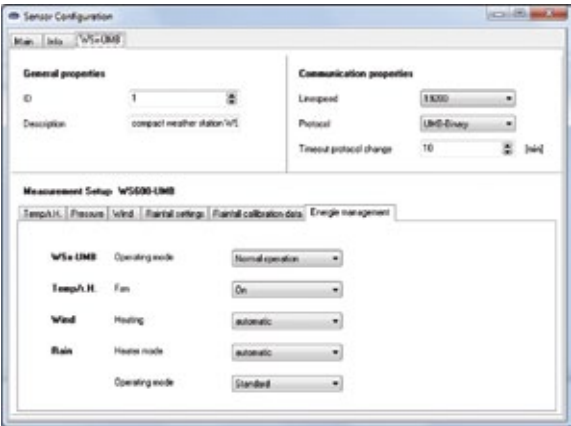 Sensor Configuration
Main Info WSx-UMB
General properties
ID 1
Description compact weather station WS
Communication properties
Linespeed 19200
Protocol UMB-Binary
Timeout protocol change 10 [min]
Measurement Setup WS600-UMB
Temp/r.H. Pressure Wind Rainfall settings Rainfall calibration data Energie management
WSx-UMB Operating mode Normal operation
Temp/r.H. Fan On
Wind Heating automatic
Rain Heater mode automatic
Operating mode Standard